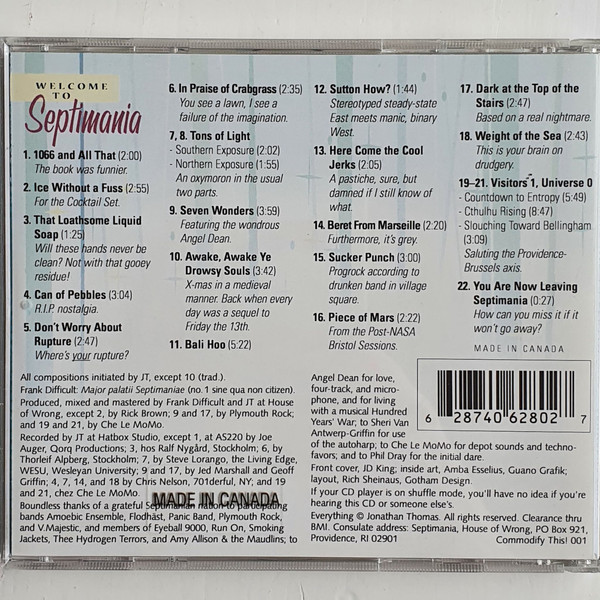 WELCOME
TO
Septimania
1. 1066 and All That (2:00)
The book was funnier.
2. Ice Without a Fuss (2:55)
For the Cocktail Set.
3. That Loathsome Liquid
Soap (1:25)
Will these hands never be
clean? Not with that gooey
residue!
4. Can of Pebbles (3:04)
R.I.P. nostalgia.
5. Don't Worry About
Rupture (2:47)
Where's your rupture?
6. In Praise of Crabgrass (2:35)
You see a lawn, I see a
failure of the imagination.
7, 8. Tons of Light
- Southern Exposure (2:02)
- Northern Exposure (1:55)
An oxymoron in the usual
two parts.
9. Seven Wonders (3:59)
Featuring the wondrous
Angel Dean.
10. Awake, Awake Ye
Drowsy Souls (3:42)
X-mas in a medieval
manner. Back when every
day was a sequel to
Friday the 13th.
11. Bali Hoo (5:22)
12. Sutton How? (1:44)
Stereotyped steady-state
East meets manic, binary
West.
13. Here Come the Cool
Jerks (2:05)
A pastiche, sure, but
damned if I still know of
what.
14. Beret From Marseille (2:20)
Furthermore, it's grey.
15. Sucker Punch (3:00)
Progrock according to
drunken band in village
square.
16. Piece of Mars (2:22)
From the Post-NASA
Bristol Sessions.
17. Dark at the Top of the
Stairs (2:47)
Based on a real nightmare.
18. Weight of the Sea (2:43)
This is your brain on
drudgery.
19–21. Visitors 1, Universe 0
- Countdown to Entropy (5:49)
- Cthulhu Rising (8:47)
- Slouching Toward Bellingham
(3:09)
Saluting the Providence-
Brussels axis.
22. You Are Now Leaving
Septimania (0:27)
How can you miss it if it
won't go away?
MADE IN CANADA
All compositions initiated by JT, except 10 (trad.).
Frank Difficult: Major palatii Septimaniae (no. 1 sine qua non citizen).
Produced, mixed and mastered by Frank Difficult and JT at House
of Wrong, except 2, by Rick Brown; 9 and 17, by Plymouth Rock;
and 19 and 21, by Che Le MoMo.
Recorded by JT at Hatbox Studio, except 1, at AS220 by Joe
Auger, Qorq Productions; 3, hos Ralf Nygård, Stockholm; 6, by
Thorleif Alpberg, Stockholm; 7, by Steve Lorango, the Living Edge,
WESU, Wesleyan University; 9 and 17, by Jed Marshall and Geoff
Griffin; 4, 7, 14, and 18 by Chris Nelson, 701derful, NY; and 19
and 21, chez Che Le MoMo.
MADE IN CANADA
Boundless thanks of a grateful Septimanian nation to participating
bands Amoebic Ensemble, Flodhäst, Panic Band, Plymouth Rock,
and V.Majestic, and members of Eyeball 9000, Run On, Smoking
Jackets, Thee Hydrogen Terrors, and Amy Allison & the Maudlins; to
Angel Dean for love,
four-track, and micro-
phone, and for living
with a musical Hundred
Years' War; to Sheri Van
Antwerp-Griffin for use
of the autoharp; to Che Le MoMo for depot sounds and techno-
favors; and to Phil Dray for the initial dare.
Front cover, JD King; inside art, Amba Esselius, Guano Grafik;
layout, Rich Sheinaus, Gotham Design.
If your CD player is on shuffle mode, you'll have no idea if you're
hearing this CD or someone else's.
Everything © Jonathan Thomas. All rights reserved. Clearance thru
BMI. Consulate address: Septimania, House of Wrong, PO Box 921,
Providence, RI 02901
Commodify This! 001
6 28740 62802 7